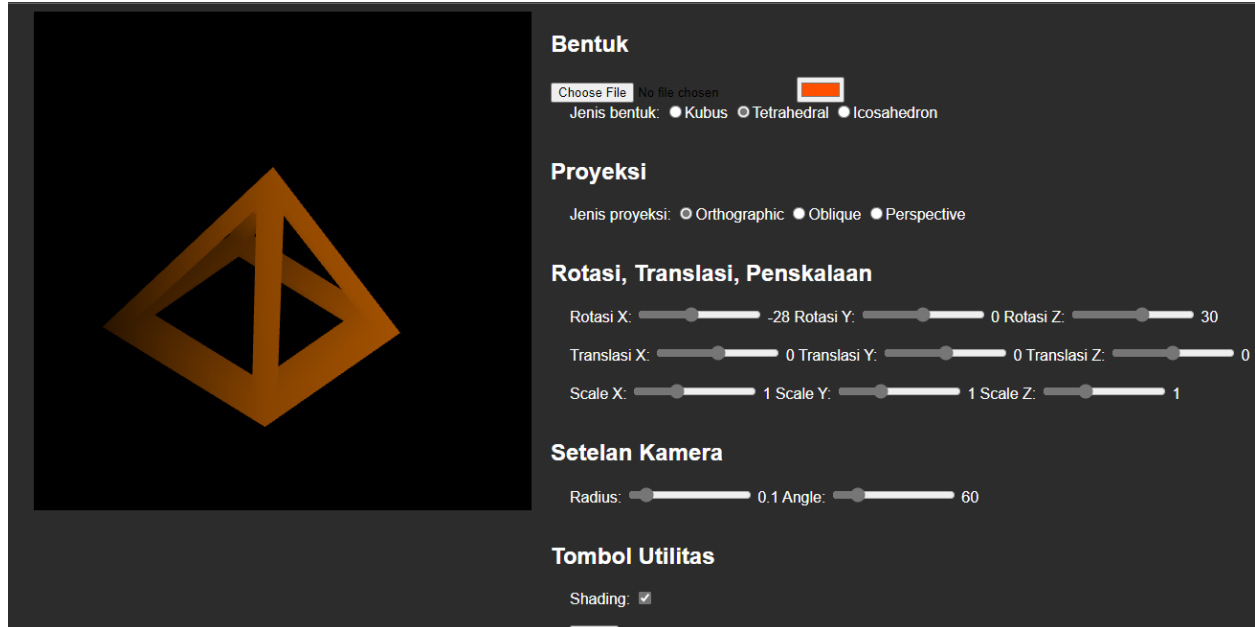 Bentuk
Choose File No file chosen
Jenis bentuk: Kubus Tetrahedral Icosahedron
Proyeksi
Jenis proyeksi: Orthographic Oblique Perspective
Rotasi, Translasi, Penskalaan
Rotasi X: -28 Rotasi Y: 0 Rotasi Z: 30
Translasi X: 0 Translasi Y: 0 Translasi Z: 0
Scale X: 1 Scale Y: 1 Scale Z: 1
Setelan Kamera
Radius: 0.1 Angle: 60
Tombol Utilitas
Shading: